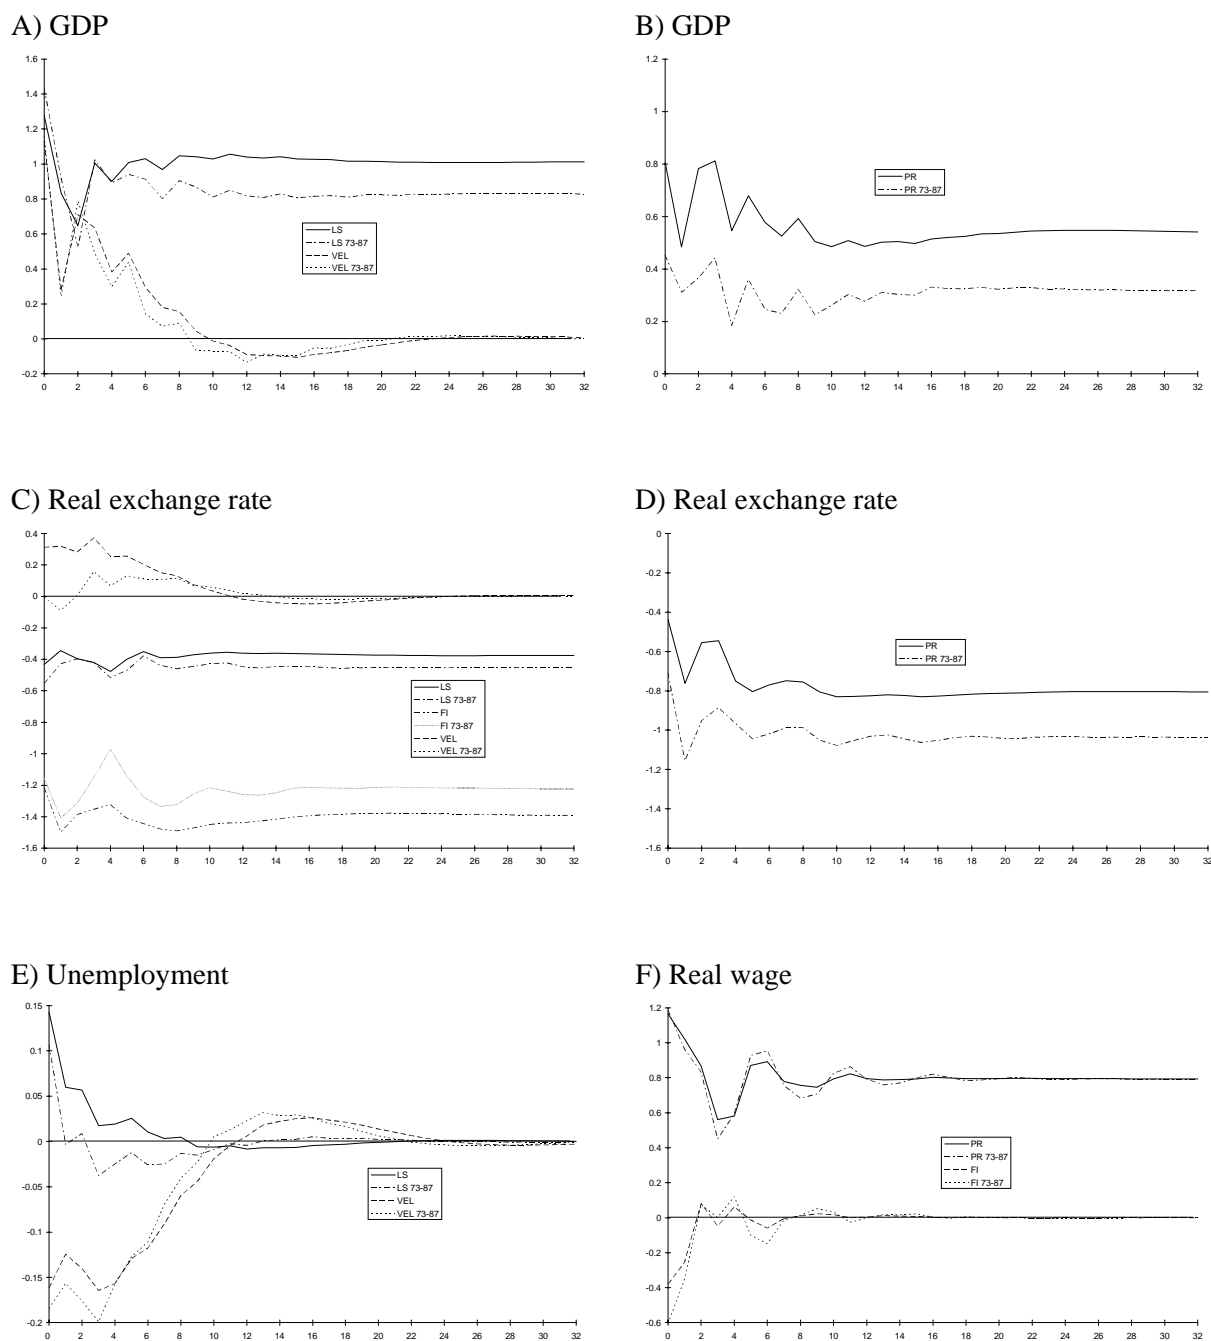 A) GDP
B) GDP
1.6
1.4
1.2
1
0.8
0.6
0.4
0.2
0
-0.2
0 2 4 6 8 10 12 14 16 18 20 22 24 26 28 30 32
LS
LS 73-87
VEL
VEL 73-87
1.2
1
0.8
0.6
0.4
0.2
0
0 2 4 6 8 10 12 14 16 18 20 22 24 26 28 30 32
PR
PR 73-87
C) Real exchange rate
D) Real exchange rate
0.4
0.2
0
-0.2
-0.4
-0.6
-0.8
-1
-1.2
-1.4
-1.6
0 2 4 6 8 10 12 14 16 18 20 22 24 26 28 30 32
LS
LS 73-87
FI
FI 73-87
VEL
VEL 73-87
0
-0.2
-0.4
-0.6
-0.8
-1
-1.2
-1.4
-1.6
0 2 4 6 8 10 12 14 16 18 20 22 24 26 28 30 32
PR
PR 73-87
E) Unemployment
F) Real wage
0.15
0.1
0.05
0
-0.05
-0.1
-0.15
-0.2
0 2 4 6 8 10 12 14 16 18 20 22 24 26 28 30 32
LS
LS 73-87
VEL
VEL 73-87
1.2
1
0.8
0.6
0.4
0.2
0
-0.2
-0.4
-0.6
0 2 4 6 8 10 12 14 16 18 20 22 24 26 28 30 32
PR
PR 73-87
FI
FI 73-87